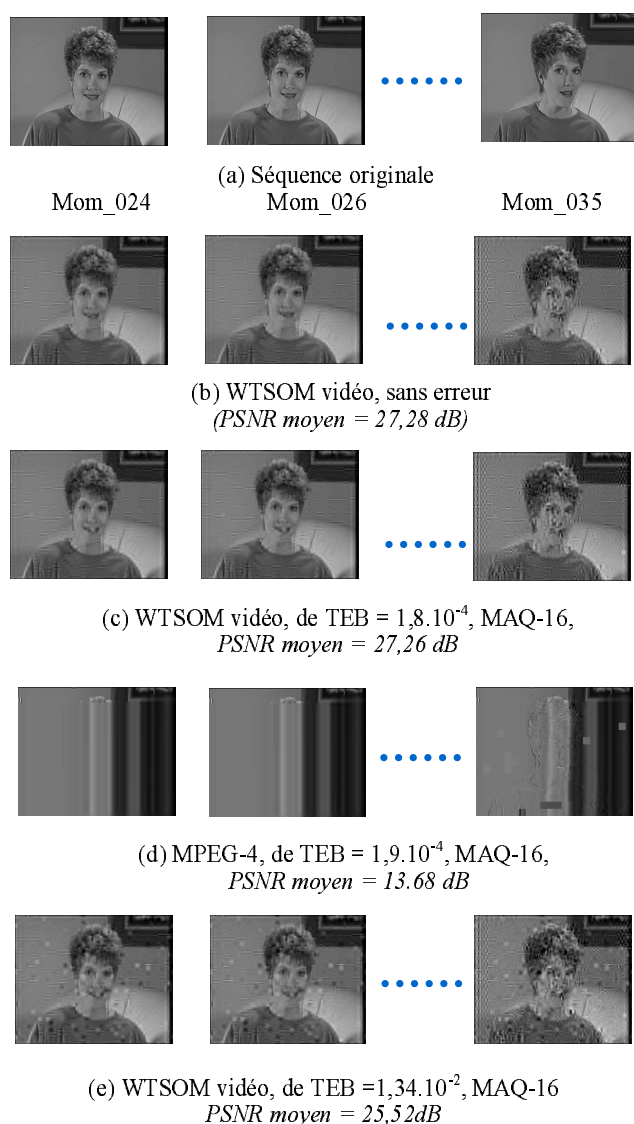 (a) Séquence originale
Mom_024 Mom_026 Mom_035
(b) WTSOM vidéo, sans erreur
(PSNR moyen = 27,28 dB)
(c) WTSOM vidéo, de TEB = 1,8.10⁻⁴, MAQ-16,
PSNR moyen = 27,26 dB
(d) MPEG-4, de TEB = 1,9.10⁻⁴, MAQ-16,
PSNR moyen = 13.68 dB
(e) WTSOM vidéo, de TEB =1,34.10⁻², MAQ-16
PSNR moyen = 25,52dB